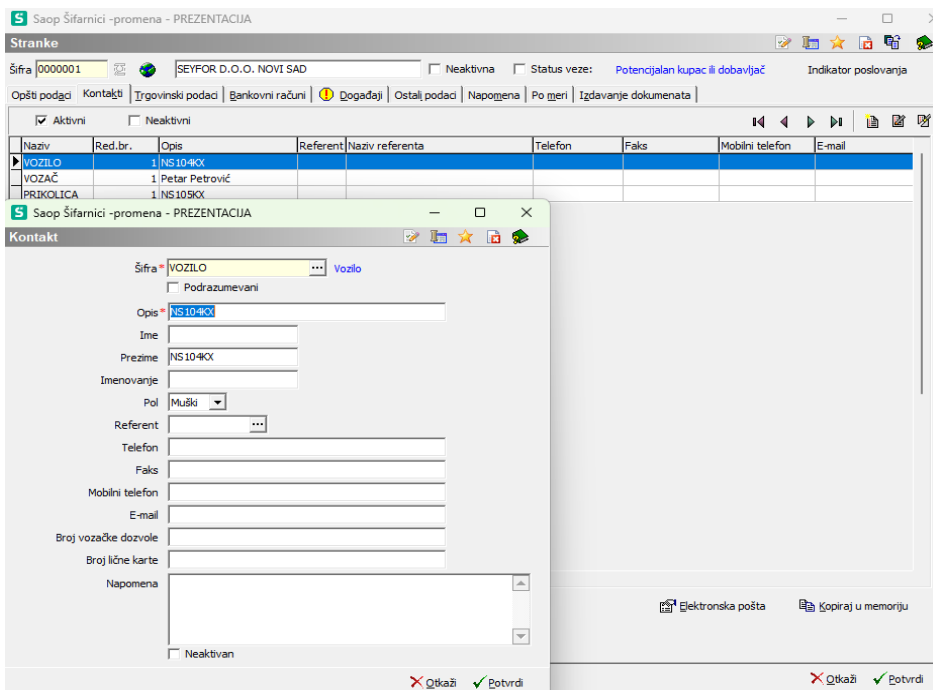 S Saop Šifarnici -promena - PREZENTACIJA
Stranke
Šifra 0000001 SEYFOR D.O.O. NOVI SAD Neaktivna Status veze: Potencijalan kupac ili dobavljač Indikator poslovanja
Opšti podaci Kontakti Trgovinski podaci Bankovni računi Događaji Ostali podaci Napomena Po meri Izdavanje dokumenata
Aktivni Neaktivni
Naziv Red.br. Opis Referent Naziv referenta Telefon Faks Mobilni telefon E-mail
VOZILO 1 NS104KX
VOZAČ 1 Petar Petrović
PRIKOLICA 1 NS105KX
S Saop Šifarnici -promena - PREZENTACIJA
Kontakt
Šifra * VOZILO ... Vozilo
Podrazumevani
Opis * NS104KX
Ime
Prezime NS104KX
Imenovanje
Pol Muški
Referent ...
Telefon
Faks
Mobilni telefon
E-mail
Broj vozačke dozvole
Broj lične karte
Napomena
Neaktivan
Otkaži Potvrdi
Elektronska pošta Kopiraj u memoriju
Otkaži Potvrdi